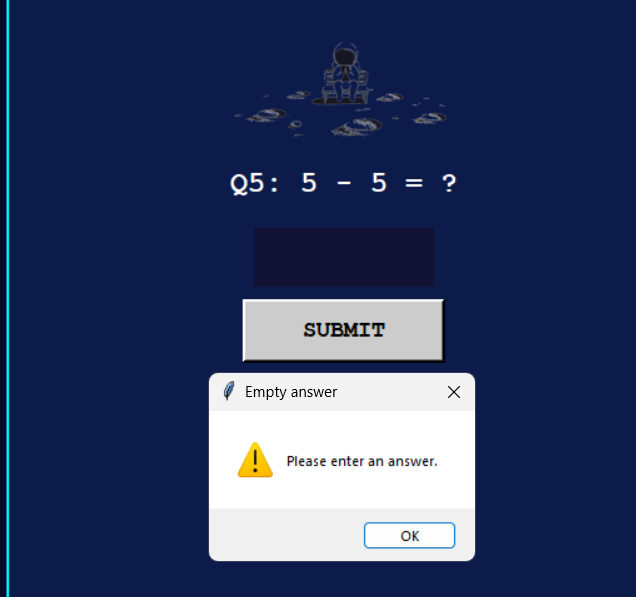 Q5: 5 - 5 = ?
SUBMIT
Empty answer
Please enter an answer.
OK